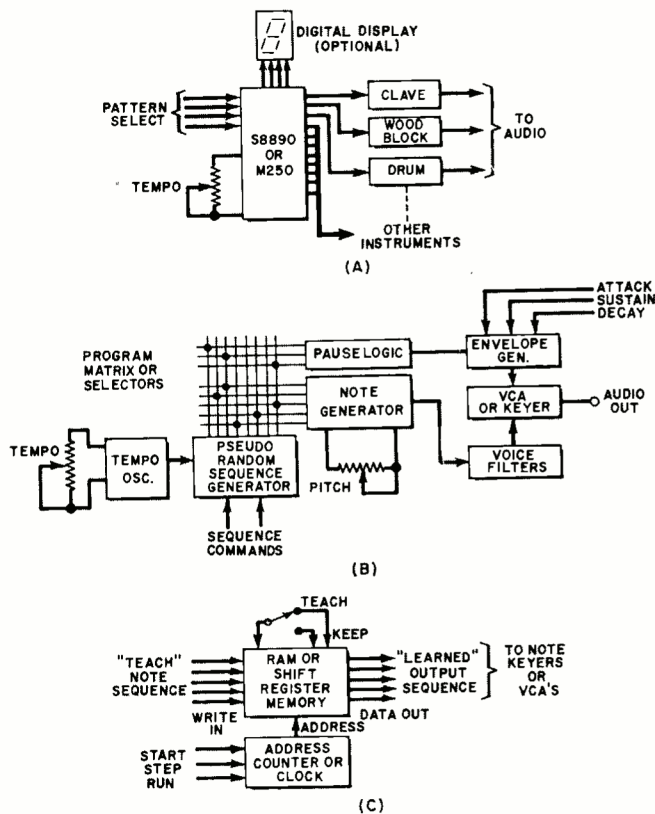 DIGITAL DISPLAY
(OPTIONAL)
PATTERN
SELECT
S8890
OR
M250
TEMPO
CLAVE
WOOD
BLOCK
DRUM
TO
AUDIO
OTHER
INSTRUMENTS
(A)
ATTACK
SUSTAIN
DECAY
PROGRAM
MATRIX OR
SELECTORS
PAUSE LOGIC
ENVELOPE
GEN.
NOTE
GENERATOR
VCA
OR KEYER
AUDIO
OUT
TEMPO
TEMPO
OSC.
PSEUDO
RANDOM
SEQUENCE
GENERATOR
PITCH
VOICE
FILTERS
SEQUENCE
COMMANDS
(B)
TEACH
KEEP
"TEACH"
NOTE
SEQUENCE
RAM OR
SHIFT
REGISTER
MEMORY
"LEARNED"
OUTPUT
SEQUENCE
TO NOTE
KEYERS
OR
VCA'S
WRITE
IN
DATA OUT
ADDRESS
START
STEP
RUN
ADDRESS
COUNTER OR
CLOCK
(C)